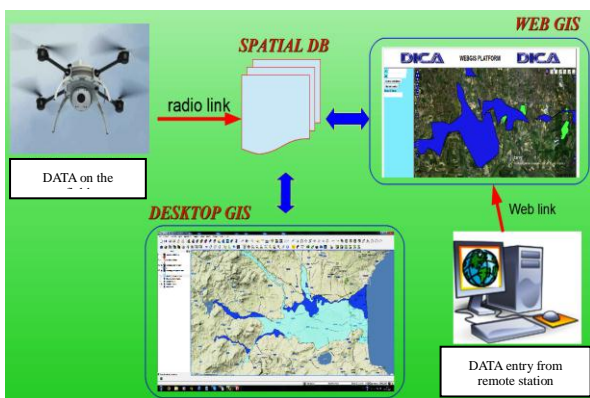 SPATIAL DB
WEB GIS
DICA
WEBGIS PLATFORM
DICA
radio link
DATA on the
DESKTOP GIS
Web link
DATA entry from
remote station